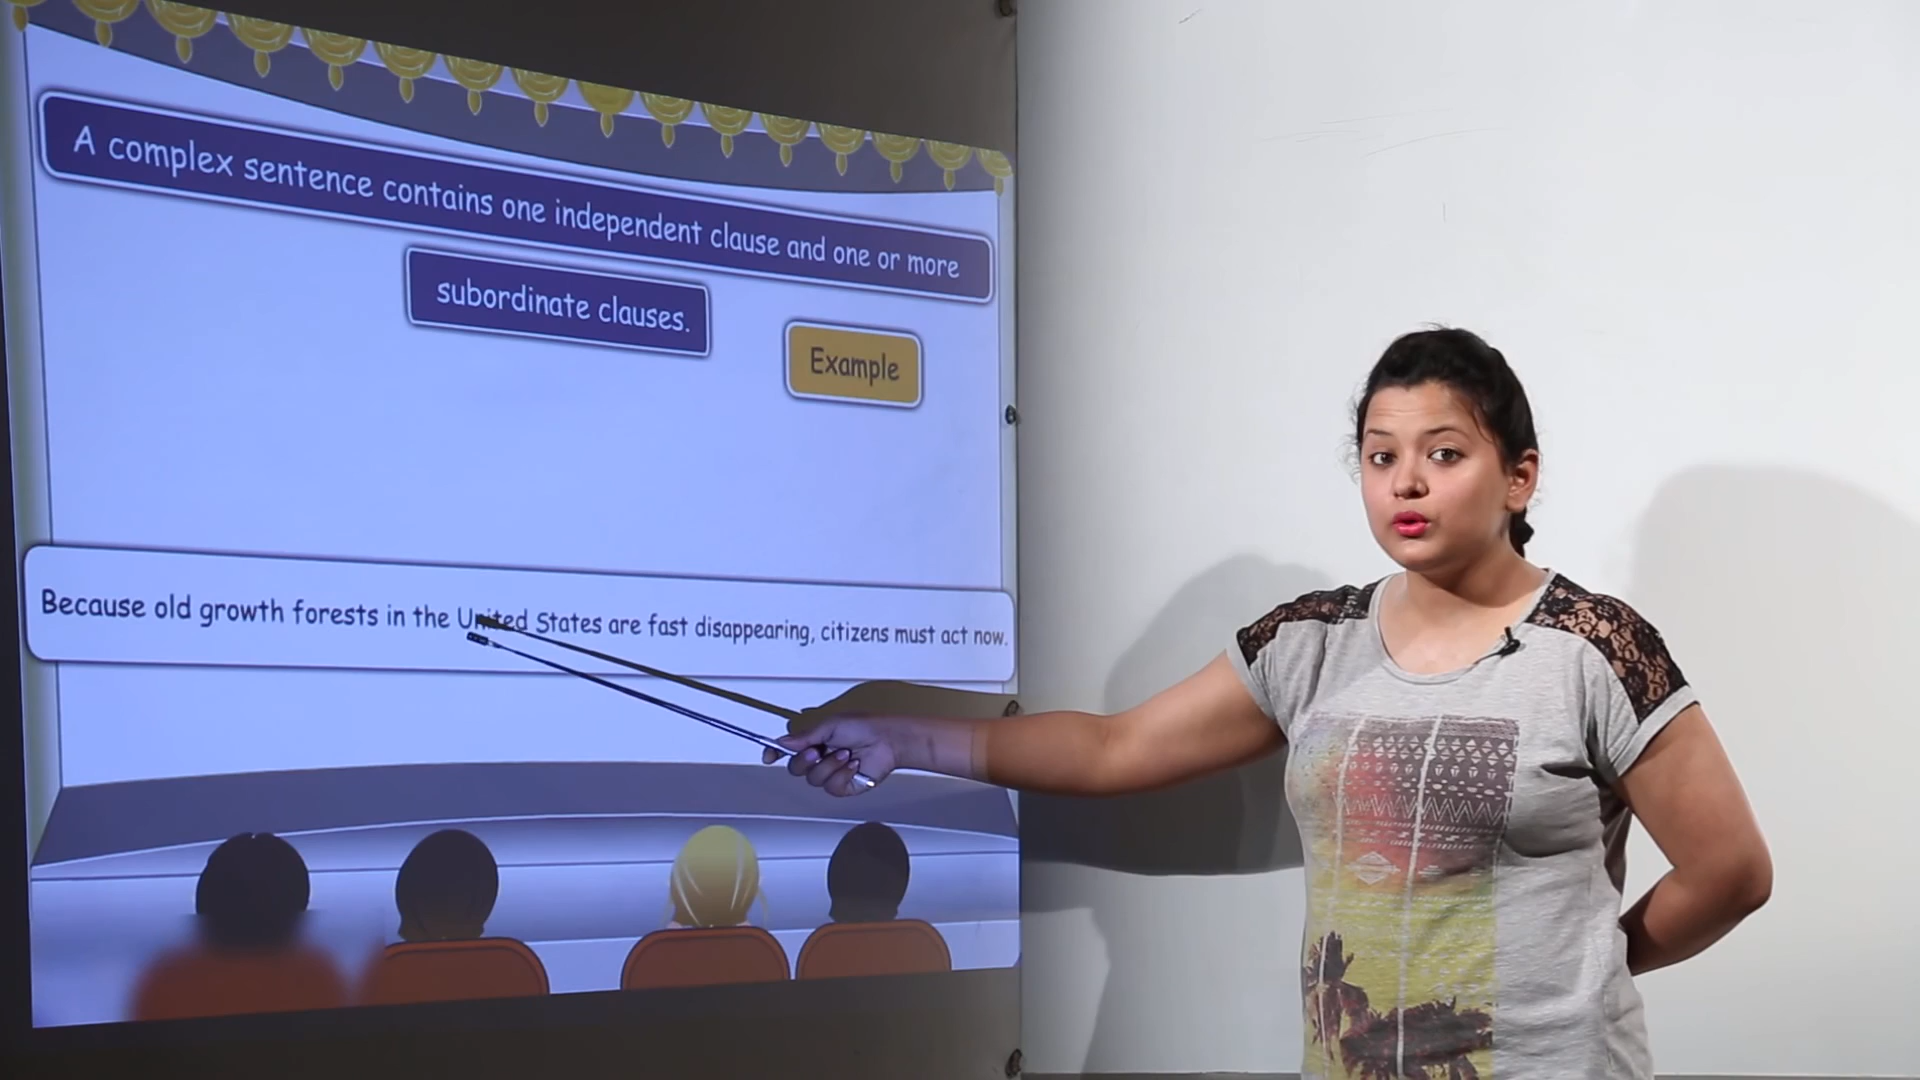 A complex sentence contains one independent clause and one or more
subordinate clauses.
Example
Because old growth forests in the United States are fast disappearing, citizens must act now.